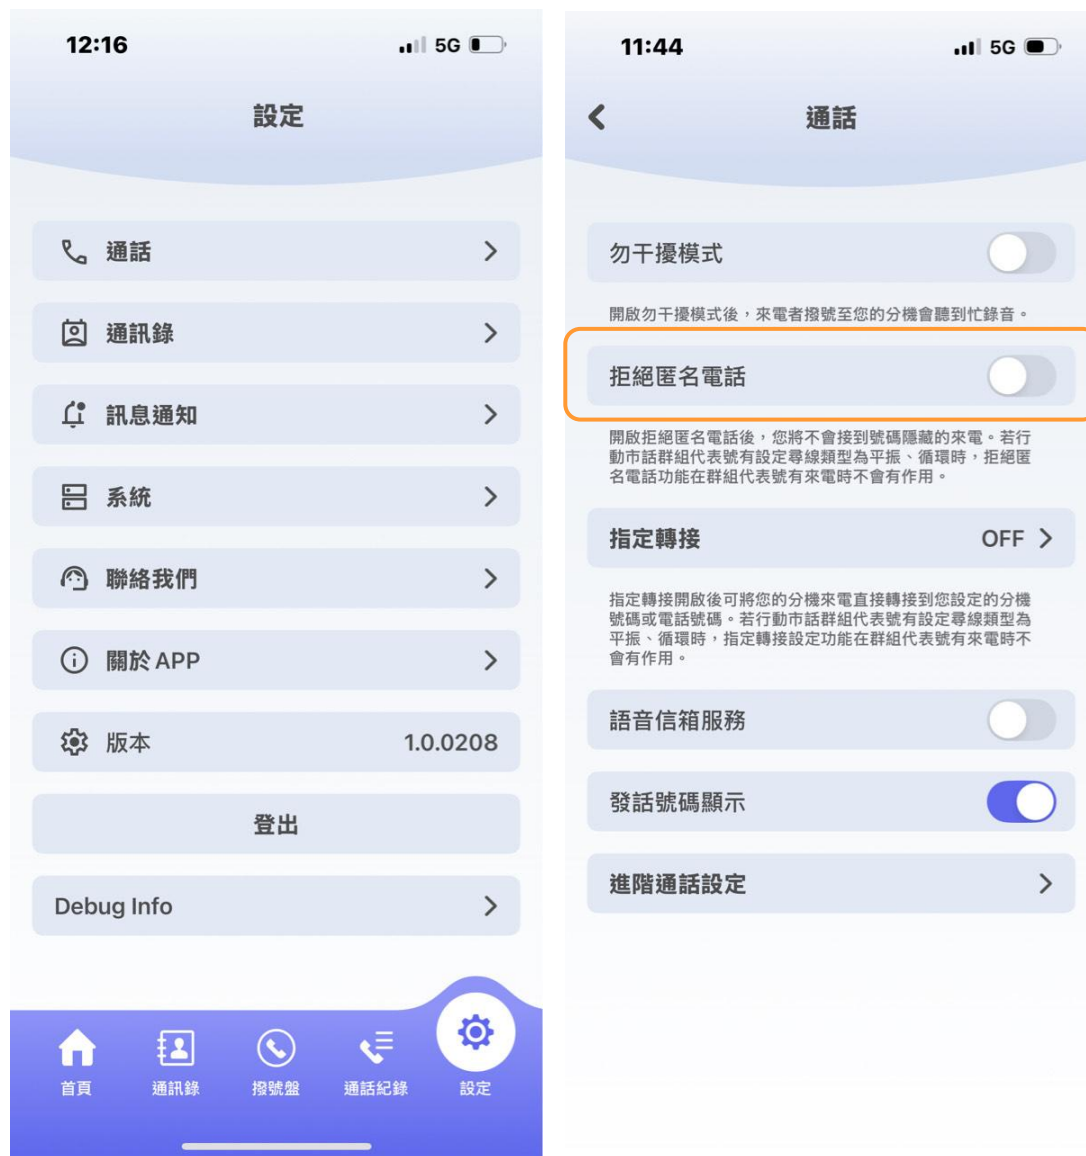 12:16
5G
設定
通話
通訊錄
訊息通知
系統
聯絡我們
關於 APP
版本 1.0.0208
登出
Debug Info
首頁 通訊錄 撥號盤 通話紀錄 設定
11:44
5G
通話
勿干擾模式
開啟勿干擾模式後，來電者撥號至您的分機會聽到忙錄音。
拒絕匿名電話
開啟拒絕匿名電話後，您將不會接到號碼隱藏的來電。若行
動市話群組代表號有設定尋線類型為平振、循環時，拒絕匿
名電話功能在群組代表號有來電時不會有作用。
指定轉接 OFF
指定轉接開啟後可將您的分機來電直接轉接到您設定的分機
號碼或電話號碼。若行動市話群組代表號有設定尋線類型為
平振、循環時，指定轉接設定功能在群組代表號有來電時不
會有作用。
語音信箱服務
發話號碼顯示
進階通話設定